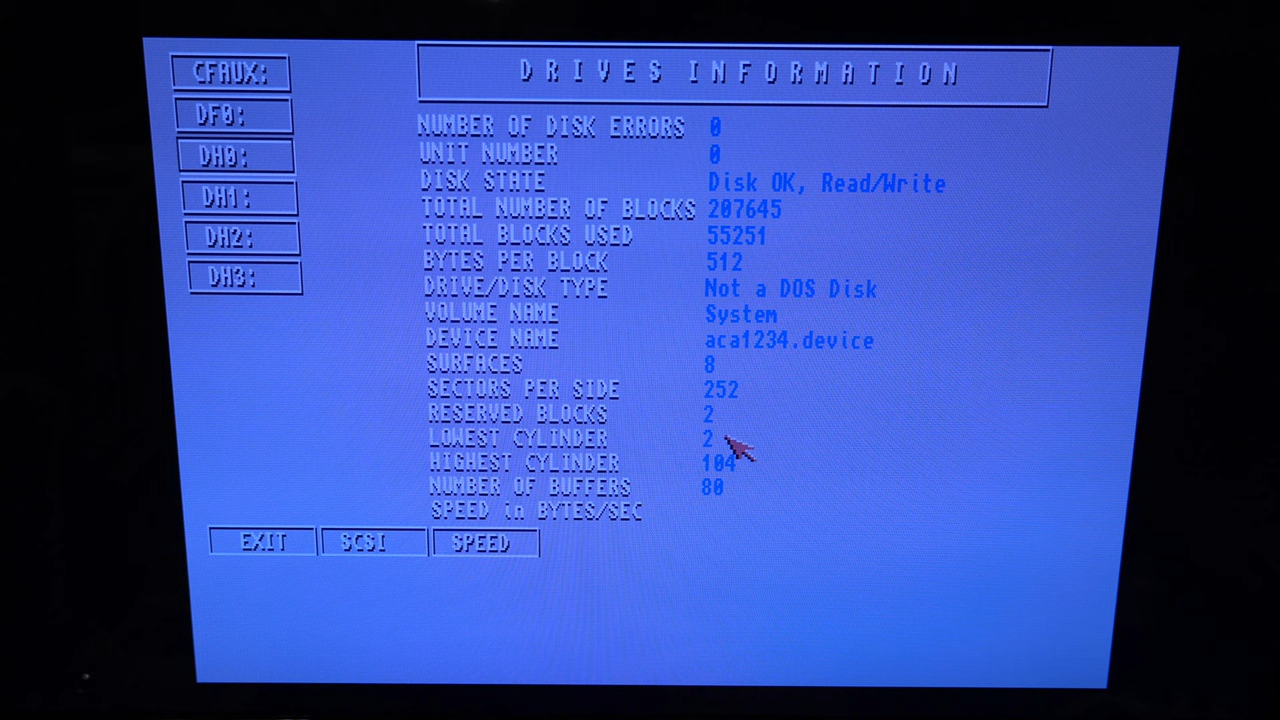 CFAUX:
DF0:
DH0:
DH1:
DH2:
DH3:
DRIVES INFORMATION
NUMBER OF DISK ERRORS 0
UNIT NUMBER 0
DISK STATE Disk OK, Read/Write
TOTAL NUMBER OF BLOCKS 207645
TOTAL BLOCKS USED 55251
BYTES PER BLOCK 512
DRIVE/DISK TYPE Not a DOS Disk
VOLUME NAME System
DEVICE NAME aca1234.device
SURFACES 8
SECTORS PER SIDE 252
RESERVED BLOCKS 2
LOWEST CYLINDER 2
HIGHEST CYLINDER 104
NUMBER OF BUFFERS 80
SPEED in BYTES/SEC
EXIT SCSI SPEED